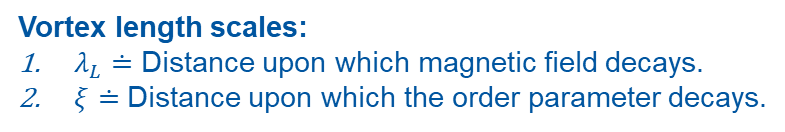 Vortex length scales:
1. λ_L ≐ Distance upon which magnetic field decays.
2. ξ ≐ Distance upon which the order parameter decays.